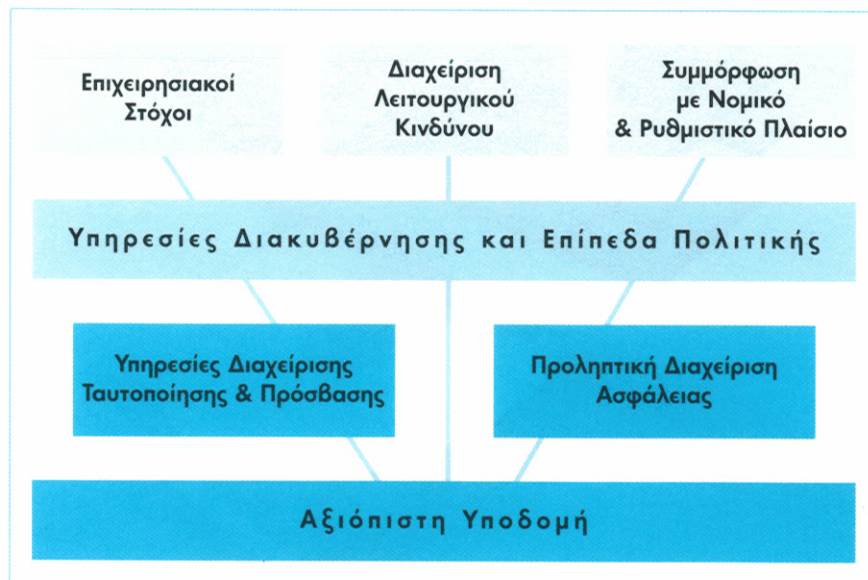 Επιχειρησιακοί
Στόχοι
Διαχείριση
Λειτουργικού
Κινδύνου
Συμμόρφωση
με Νομικό
& Ρυθμιστικό Πλαίσιο
Υπηρεσίες Διακυβέρνησης και Επίπεδα Πολιτικής
Υπηρεσίες Διαχείρισης
Ταυτοποίησης & Πρόσβασης
Προληπτική Διαχείριση
Ασφάλειας
Αξιόπιστη Υποδομή